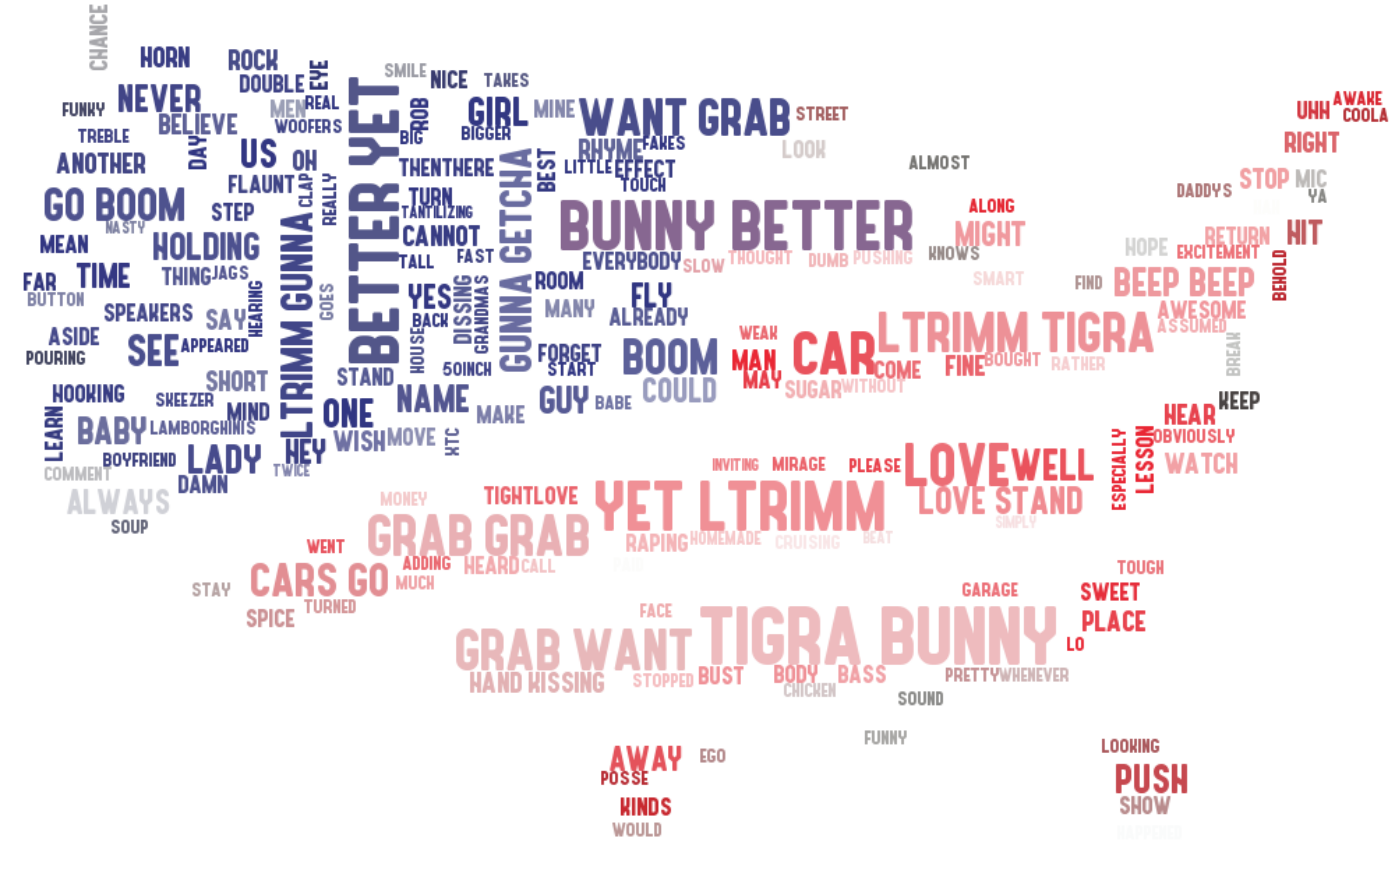 CHANCE
HORN
ROCK
EYE
SMILE
NICE
TAKES
DOUBLE
NEVER
FUNKY
MEN
REAL
ROB
GIRL
MINE
WANT GRAB
STREET
TREBLE
BELIEVE
WOOFERS
BIG
BIGGER
RHYME
FAKES
LOOK
ANOTHER
DAY
US
OH
BETTER YET
THENTHERE
BEST
LITTLE
EFFECT
TOUCH
ALMOST
FLAUNT
CLAP
REALLY
TURN
GO BOOM
STEP
TANTILIZING
NASTY
CANNOT
GUNNA GETCHA
BUNNY BETTER
ALONG
MIGHT
KNOWS
MEAN
HOLDING
LTRIMM GUNNA
TALL
FAST
EVERYBODY
SLOW
THOUGHT
DUMB
PUSHING
SMART
FAR
TIME
THING
JAGS
ROOM
BUTTON
HEARING
GOES
YES
DISSING
GRANDMAS
MANY
FLY
ALREADY
SPEAKERS
SAY
BACK
HOUSE
ASIDE
SEE
APPEARED
FORGET
BOOM
WEAK
MAN
CAR
LTRIMM TIGRA
POURING
50INCH
START
MAY
COME
FINE
BOUGHT
RATHER
SHORT
STAND
COULD
SUGAR
WITHOUT
HOOKING
SKEEZER
MIND
ONE
NAME
GUY
BABE
MAKE
LEARN
BABY
LAMBORGHINIS
WISH
MOVE
XTC
BOYFRIEND
LADY
HEY
TWICE
COMMENT
DAMN
ALWAYS
SOUP
AWAKE
UHH
COOLA
RIGHT
STOP
MIC
DADDYS
YA
RETURN
HIT
HOPE
EXCITEMENT
FIND
BEEP BEEP
BEHOLD
AWESOME
ASSUMED
BREAK
KEEP
HEAR
OBVIOUSLY
ESPECIALLY
LESSON
WATCH
INVITING
MIRAGE
PLEASE
LOVE
WELL
MONEY
TIGHTLOVE
YET LTRIMM
LOVE STAND
SIMPLY
GRAB GRAB
RAPING
HOMEMADE
CRUISING
BEAT
WENT
ADDING
HEARD
CALL
CARS GO
MUCH
STAY
TURNED
SPICE
TOUGH
GARAGE
SWEET
PLACE
LO
FACE
GRAB WANT
TIGRA BUNNY
HAND KISSING
STOPPED
BUST
BODY
BASS
PRETTY
WHENEVER
CHICKEN
SOUND
FUNNY
AWAY
EGO
POSSE
KINDS
WOULD
LOOKING
PUSH
SHOW